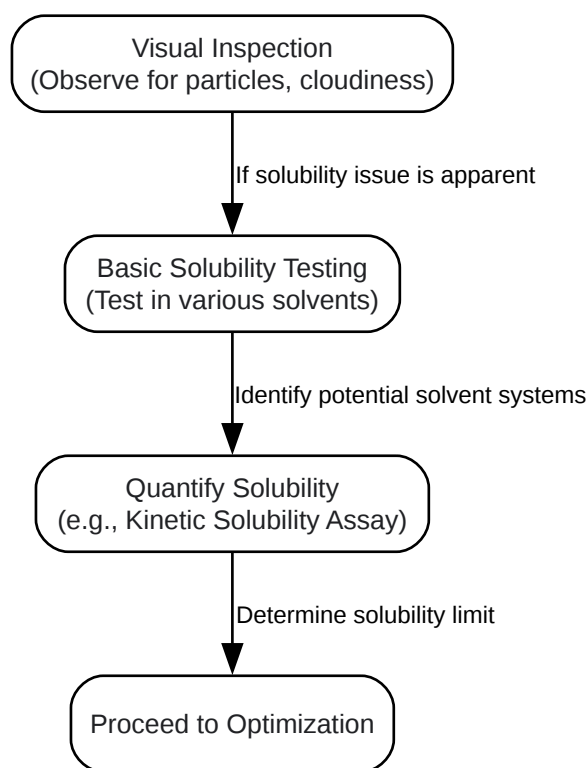 Visual Inspection
(Observe for particles, cloudiness)
If solubility issue is apparent
Basic Solubility Testing
(Test in various solvents)
Identify potential solvent systems
Quantify Solubility
(e.g., Kinetic Solubility Assay)
Determine solubility limit
Proceed to Optimization